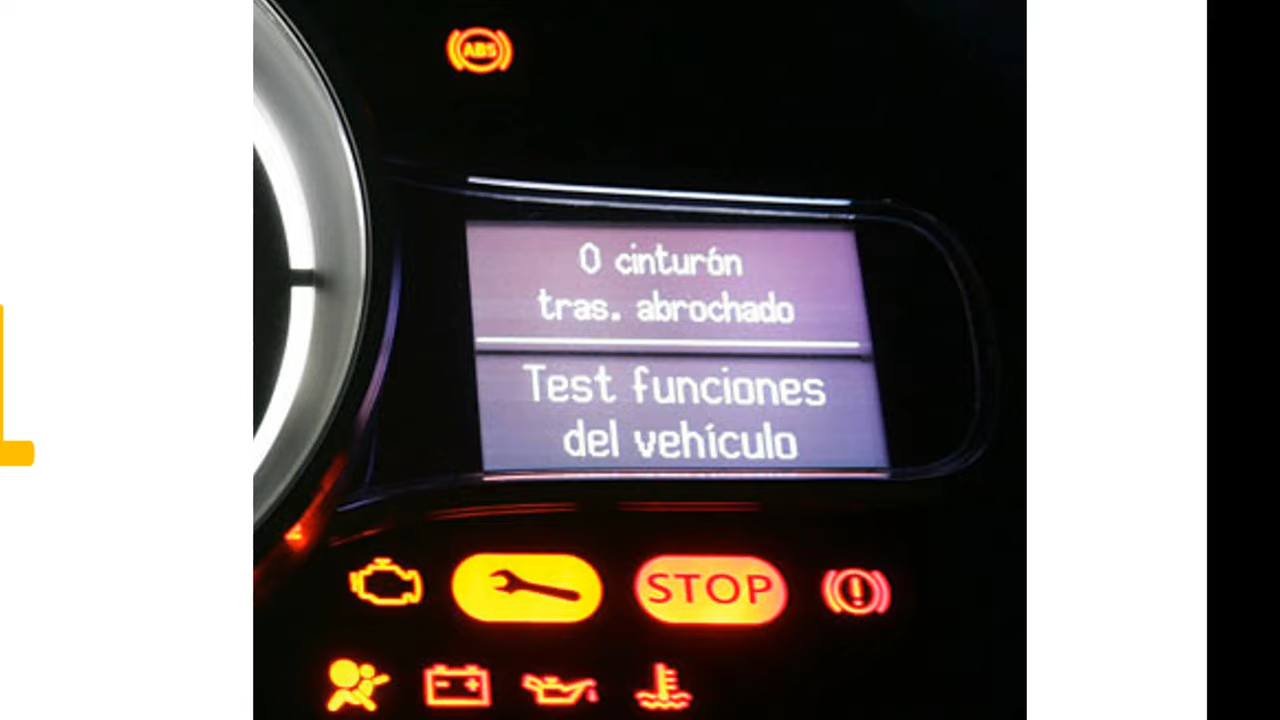 ABS
0 cinturón
tras. abrochado
Test funciones
del vehículo
STOP